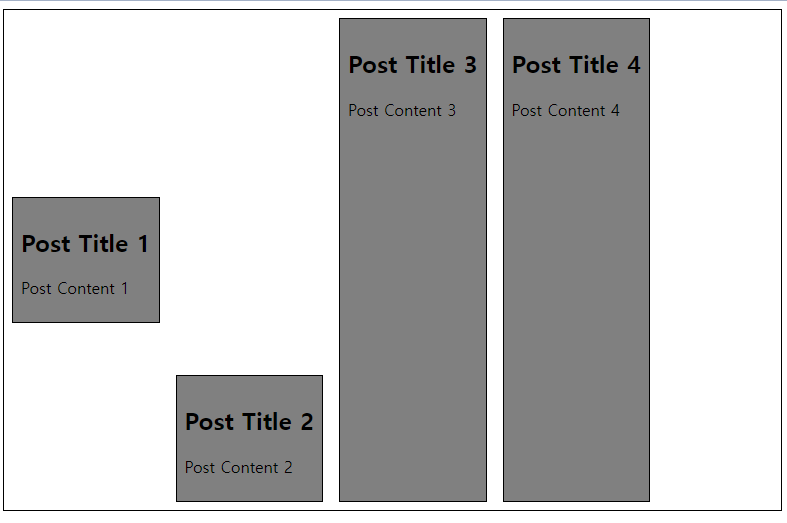 Post Title 1
Post Content 1
Post Title 2
Post Content 2
Post Title 3
Post Content 3
Post Title 4
Post Content 4